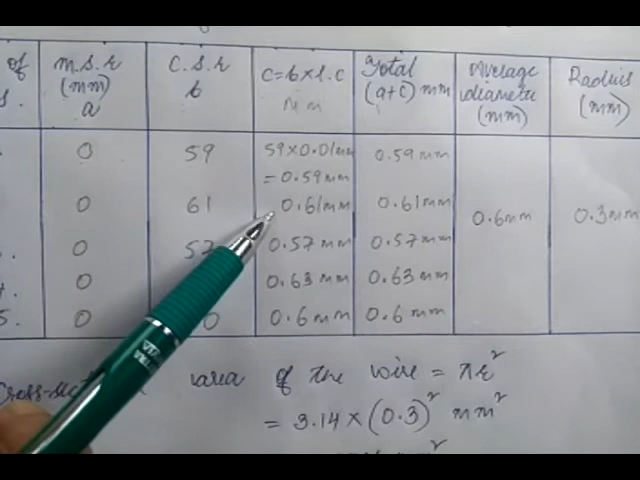 of m.s.r c.s.r c=b×l.c Total Average Radius
s. (mm) b mm (a+c) mm diameter (mm)
a (mm)
0 59 59×0.01mm 0.59mm
=0.59mm
0 61 0.61mm 0.61mm 0.6mm 0.3mm
0 57 0.57mm 0.57mm
0 0.63mm 0.63mm
5. 0 0 0.6mm 0.6mm
area of the wire = πr²
= 3.14×(0.3)² mm²